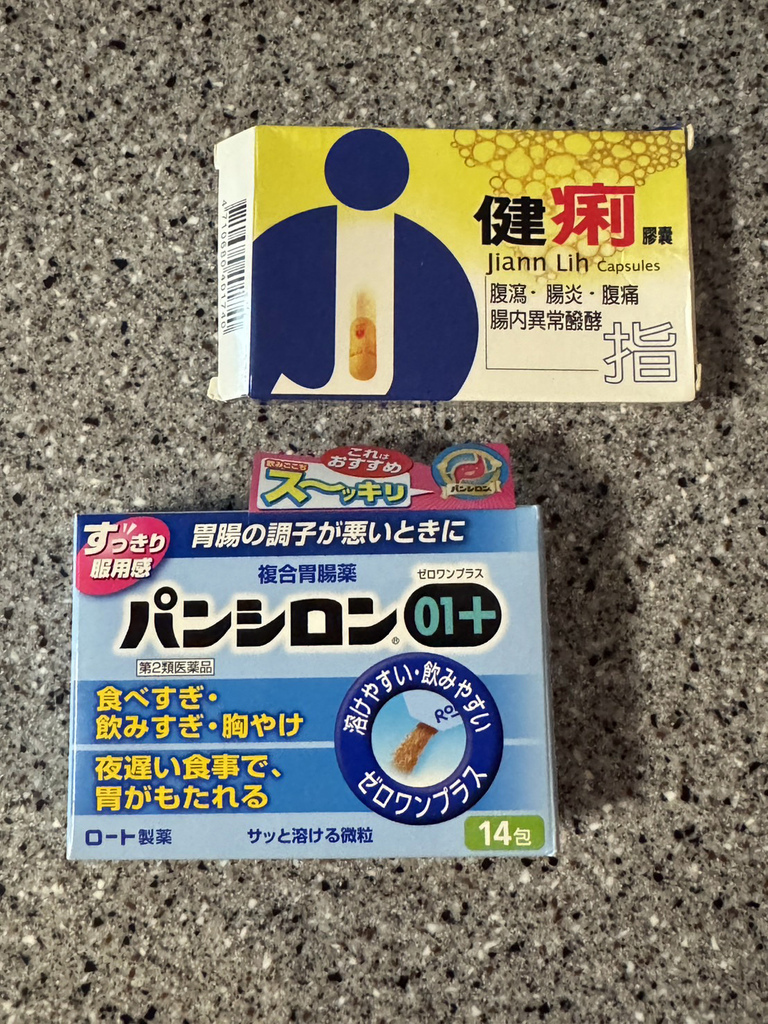 健痢膠囊
Jiann Lih Capsules
腹瀉・腸炎・腹痛
腸内異常醱酵
指
これは
おすすめ
飲みごこち
ス〜ッキリ
パンシロン
すっきり
服用感
胃腸の調子が悪いときに
複合胃腸薬
ゼロワンプラス
パンシロン® 01+
第2類医薬品
食べすぎ・
飲みすぎ・胸やけ
夜遅い食事で、
胃がもたれる
溶けやすい・飲みやすい
ゼロワンプラス
ロート製薬
サッと溶ける微粒
14包